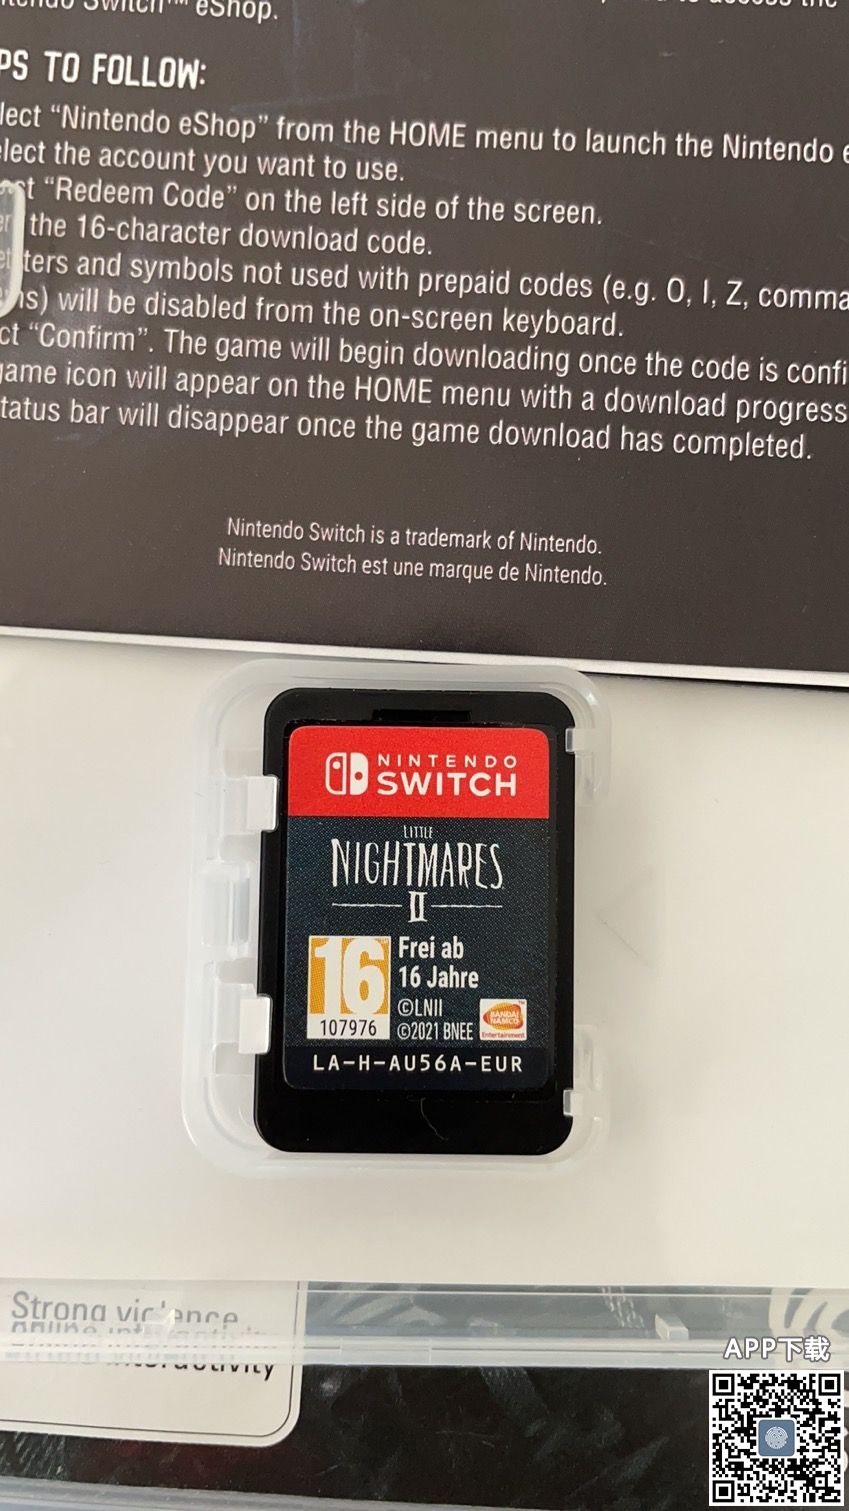 Switch™ eShop.
TO FOLLOW:
"Nintendo eShop" from the HOME menu to launch the Nintendo
the account you want to use.
"Redeem Code" on the left side of the screen.
the 16-character download code.
and symbols not used with prepaid codes (e.g. O, I, Z, comma
will be disabled from the on-screen keyboard.
"Confirm". The game will begin downloading once the code is confi
game icon will appear on the HOME menu with a download progress
tatus bar will disappear once the game download has completed.
Nintendo Switch is a trademark of Nintendo.
Nintendo Switch est une marque de Nintendo.
NINTENDO
SWITCH
LITTLE
NIGHTMARES
II
16
107976
Frei ab
16 Jahre
©LNII
©2021 BNEE
BANDAI
NAMCO
Entertainment
LA-H-AU56A-EUR
Strong violence
interactivity
APP下载